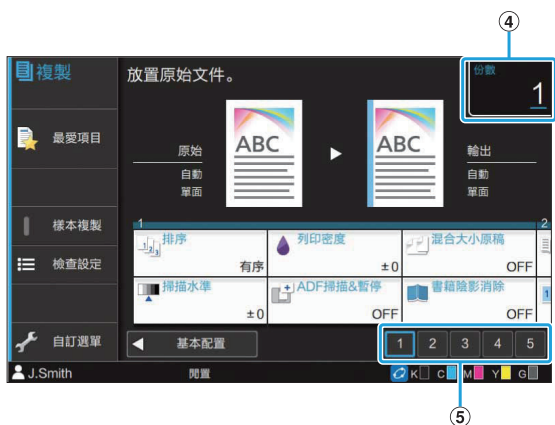 ④
複製
放置原始文件。
份數
1
最愛項目
原始
自動
單面
ABC
ABC
輸出
自動
單面
樣本複製
檢查設定
1
2
排序
有序
列印密度
±0
混合大小原稿
OFF
掃描水準
±0
ADF掃描&暫停
OFF
書籍陰影消除
OFF
自訂選單
基本配置
1 2 3 4 5
J.Smith
閒置
K C M Y G
⑤